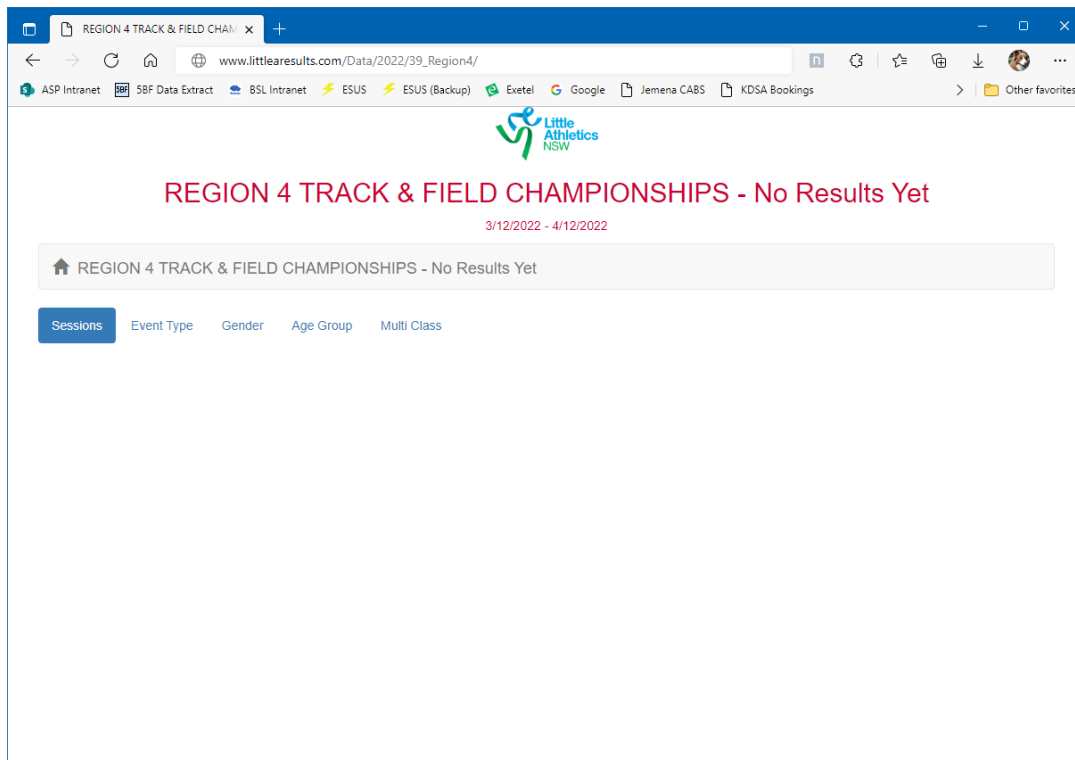 REGION 4 TRACK & FIELD CHAM
www.littlearesults.com/Data/2022/39_Region4/
ASP Intranet 5BF 5BF Data Extract BSL Intranet ESUS ESUS (Backup) Exetel Google Jemena CABS KDSA Bookings Other favorites
Little
Athletics
NSW
REGION 4 TRACK & FIELD CHAMPIONSHIPS - No Results Yet
3/12/2022 - 4/12/2022
REGION 4 TRACK & FIELD CHAMPIONSHIPS - No Results Yet
Sessions Event Type Gender Age Group Multi Class